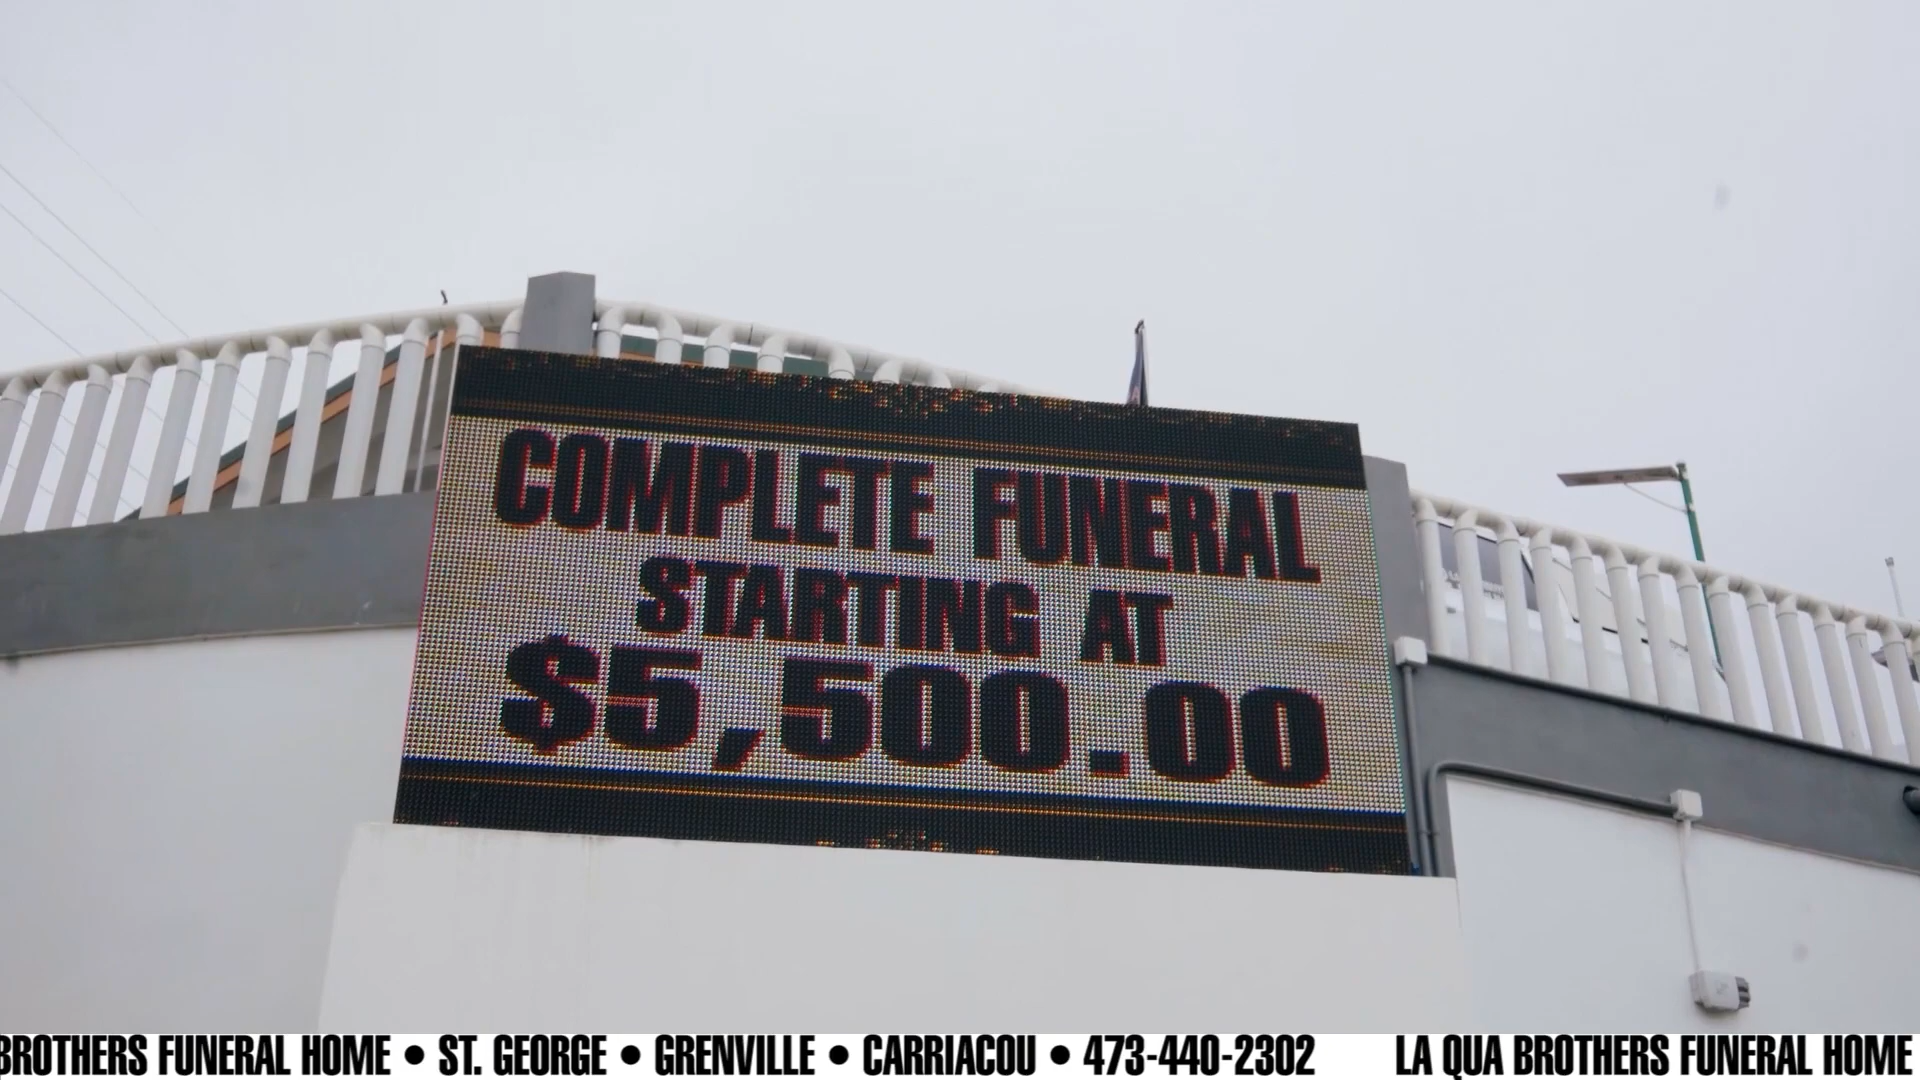 COMPLETE FUNERAL
STARTING AT
$5,500.00
BROTHERS FUNERAL HOME • ST. GEORGE • GRENVILLE • CARRIACOU • 473-440-2302 LA QUA BROTHERS FUNERAL HOME